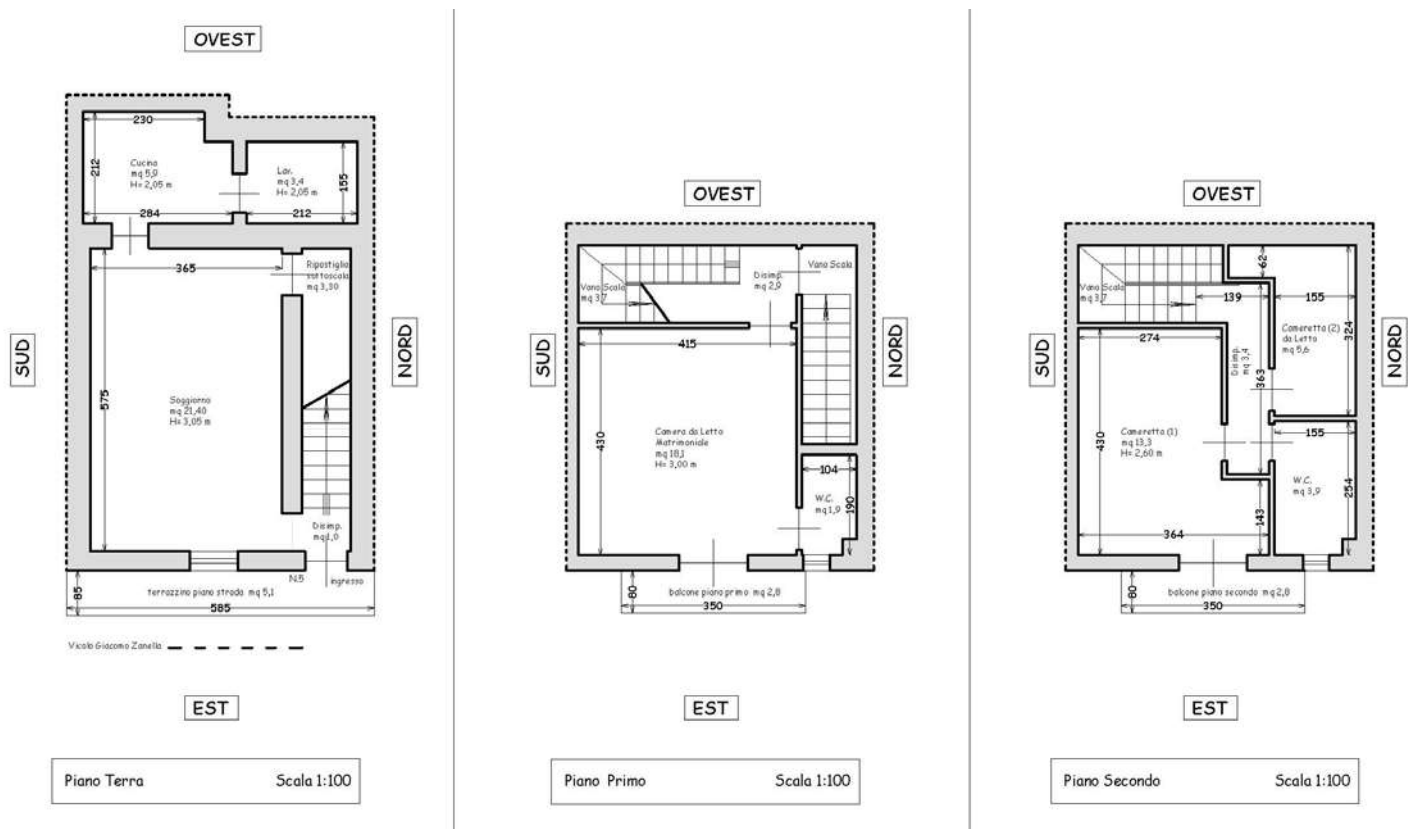 OVEST
230
212
Cucina
mq 5,9
H= 2,05 m
Lav.
mq 3,4
H= 2,05 m
155
284
212
365
Ripostiglio
sottoscala
mq 3,30
SUD
NORD
575
Soggiorno
mq 21,40
H= 3,05 m
Disimp.
mq 1,0
N.5
ingresso
85
terrazzino piano strada mq 5,1
585
Vicolo Giacomo Zanella
EST
Piano Terra
Scala 1:100
OVEST
Vano Scala
mq 3,7
Disimp.
mq 2,9
Vano Scala
415
SUD
NORD
430
Camera da Letto
Matrimoniale
mq 18,1
H= 3,00 m
104
W.C.
mq 1,9
190
80
balcone piano primo mq 2,8
350
EST
Piano Primo
Scala 1:100
OVEST
62
Vano Scala
mq 3,7
139
155
274
Cameretta (2)
da Letto
mq 5,6
324
Disimp.
mq 3,4
363
SUD
NORD
430
Cameretta (1)
mq 13,3
H= 2,60 m
155
W.C.
mq 3,9
254
143
364
80
balcone piano secondo mq 2,8
350
EST
Piano Secondo
Scala 1:100